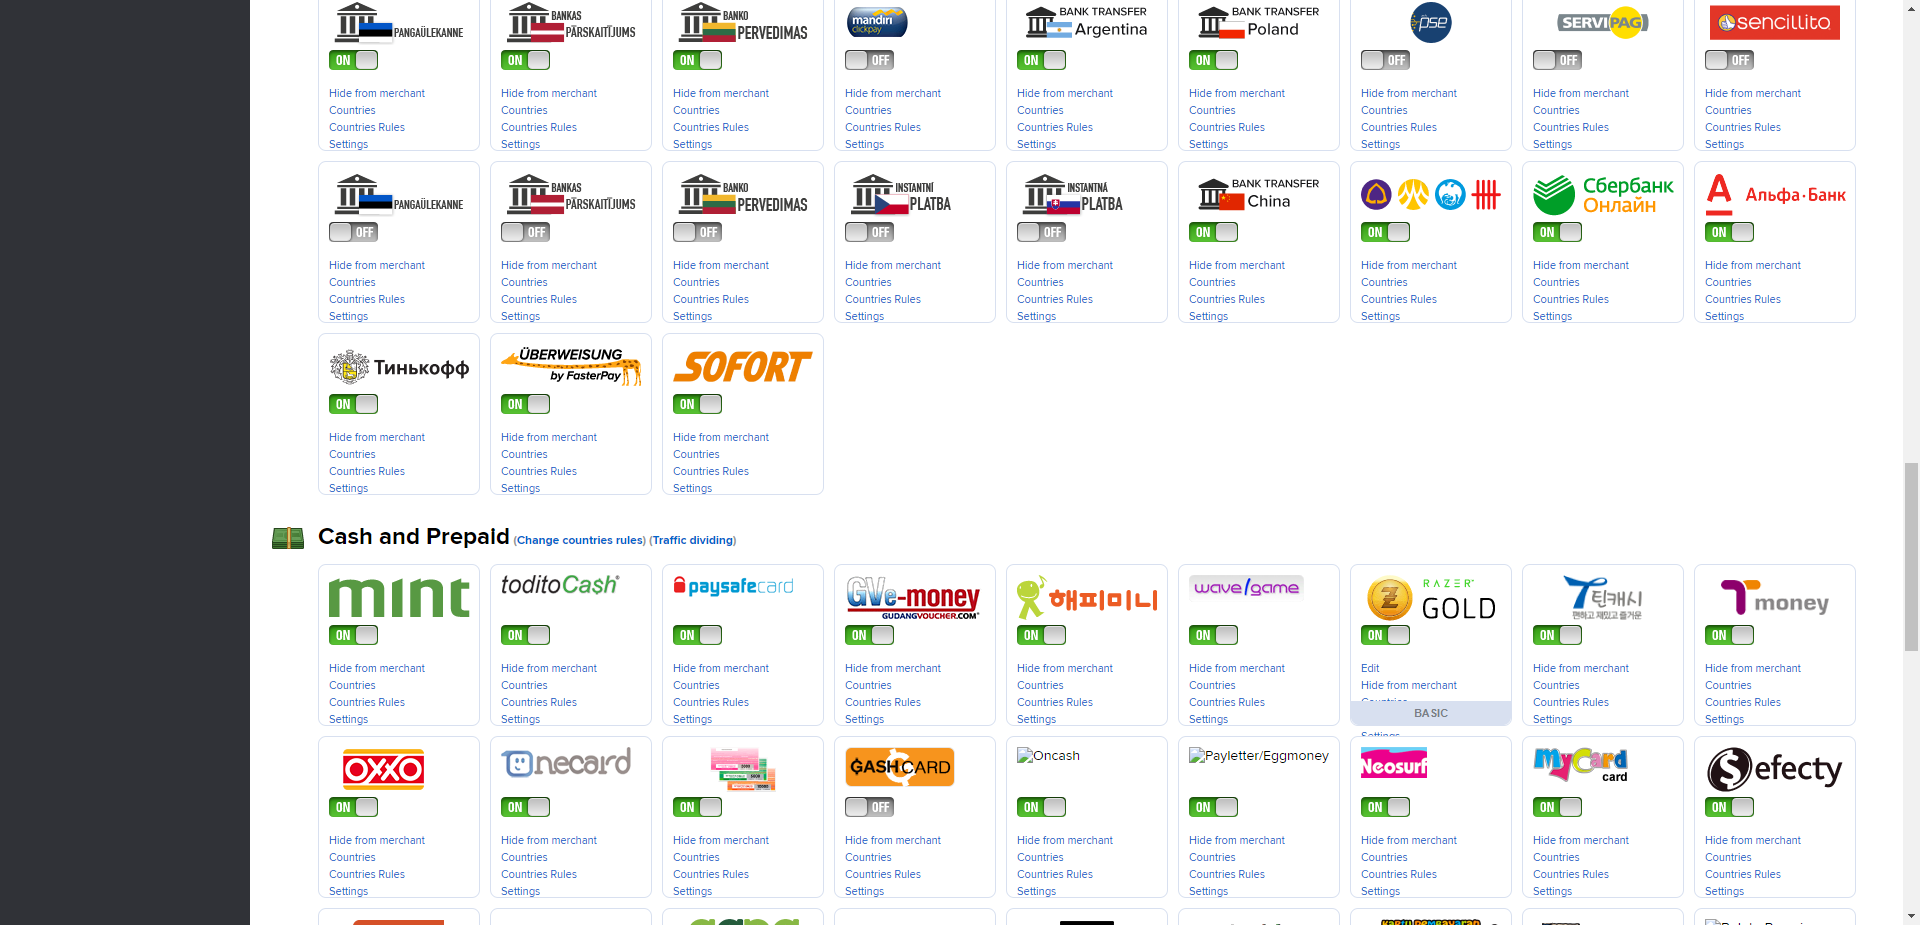 PANGAÜLEKANNE
BANKAS PĀRSKAITĪJUMS
BANKO PERVEDIMAS
mandiri clickpay
BANK TRANSFER Argentina
BANK TRANSFER Poland
pse
SERVIPAG
sencillito
ON ON ON OFF ON ON OFF OFF OFF
Hide from merchant Hide from merchant Hide from merchant Hide from merchant Hide from merchant Hide from merchant Hide from merchant Hide from merchant Hide from merchant
Countries Countries Countries Countries Countries Countries Countries Countries Countries
Countries Rules Countries Rules Countries Rules Countries Rules Countries Rules Countries Rules Countries Rules Countries Rules Countries Rules
Settings Settings Settings Settings Settings Settings Settings Settings Settings
PANGAÜLEKANNE
BANKAS PĀRSKAITĪJUMS
BANKO PERVEDIMAS
INSTANTNÍ PLATBA
INSTANTNÁ PLATBA
BANK TRANSFER China
Сбербанк Онлайн
Альфа·Банк
OFF OFF OFF OFF OFF ON ON ON ON
Hide from merchant Hide from merchant Hide from merchant Hide from merchant Hide from merchant Hide from merchant Hide from merchant Hide from merchant Hide from merchant
Countries Countries Countries Countries Countries Countries Countries Countries Countries
Countries Rules Countries Rules Countries Rules Countries Rules Countries Rules Countries Rules Countries Rules Countries Rules Countries Rules
Settings Settings Settings Settings Settings Settings Settings Settings Settings
Тинькофф
ÜBERWEISUNG by FasterPay
SOFORT
ON ON ON
Hide from merchant Hide from merchant Hide from merchant
Countries Countries Countries
Countries Rules Countries Rules Countries Rules
Settings Settings Settings
Cash and Prepaid (Change countries rules) (Traffic dividing)
mint
toditoCa$h
paysafecard
GVe-money GUDANGVOUCHER.COM
해피머니
wave/game
RAZER GOLD
틴캐시 편하고 재밌고 즐거운
T money
ON ON ON ON ON ON ON ON ON
Hide from merchant Hide from merchant Hide from merchant Hide from merchant Hide from merchant Hide from merchant Edit Hide from merchant Hide from merchant
Countries Countries Countries Countries Countries Countries Hide from merchant Countries Countries
Countries Rules Countries Rules Countries Rules Countries Rules Countries Rules Countries Rules Countries Countries Rules Countries Rules
Settings Settings Settings Settings Settings Settings BASIC Settings Settings
Settings
OXXO
Onecard
GASH CARD
Oncash
Payletter/Eggmoney
Neosurf
MyCard card
efecty
ON ON ON OFF ON ON ON ON ON
Hide from merchant Hide from merchant Hide from merchant Hide from merchant Hide from merchant Hide from merchant Hide from merchant Hide from merchant Hide from merchant
Countries Countries Countries Countries Countries Countries Countries Countries Countries
Countries Rules Countries Rules Countries Rules Countries Rules Countries Rules Countries Rules Countries Rules Countries Rules Countries Rules
Settings Settings Settings Settings Settings Settings Settings Settings Settings